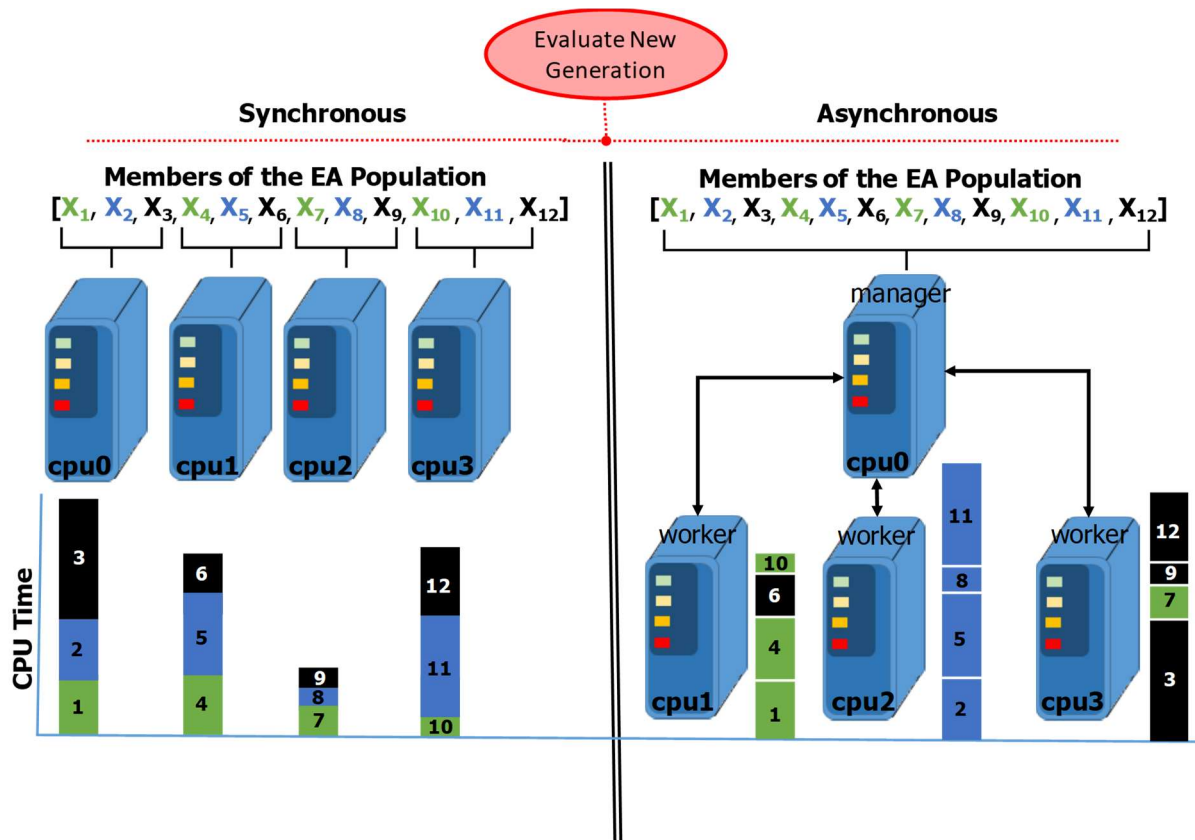 Evaluate New
Generation
Synchronous
Asynchronous
Members of the EA Population
[X1, X2, X3, X4, X5, X6, X7, X8, X9, X10 , X11 , X12]
Members of the EA Population
[X1, X2, X3, X4, X5, X6, X7, X8, X9, X10 , X11 , X12]
cpu0
cpu1
cpu2
cpu3
manager
cpu0
worker
cpu1
worker
cpu2
worker
cpu3
CPU Time
3
2
1
6
5
4
9
8
7
12
11
10
10
6
4
1
11
8
5
2
12
9
7
3